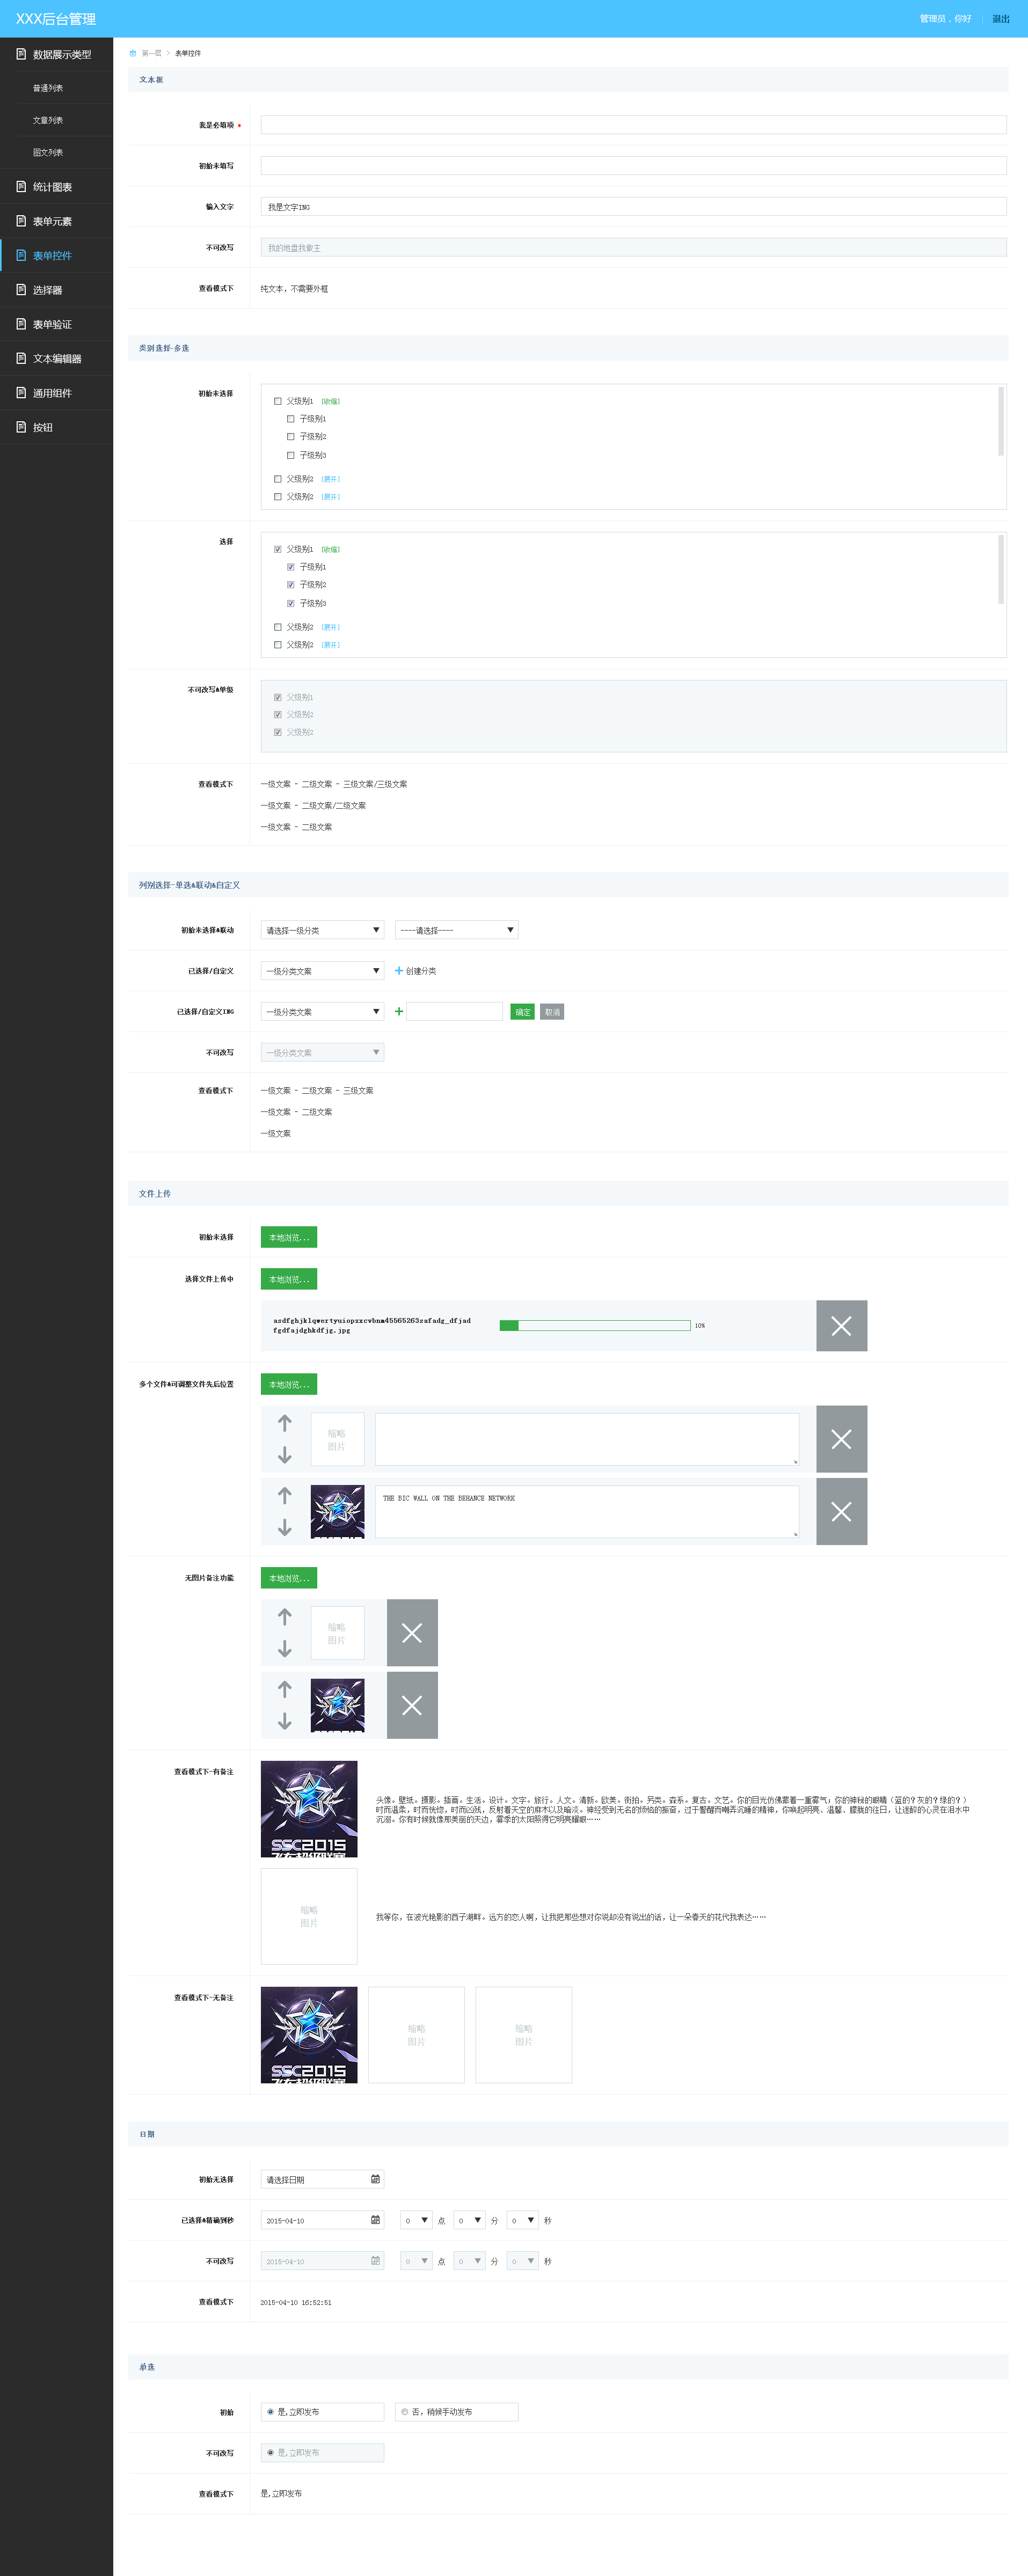 XXX后台管理
管理员，你好 | 退出
数据展示类型
普通列表
文章列表
图文列表
统计图表
表单元素
表单控件
选择器
表单验证
文本编辑器
通用组件
按钮
第一层 > 表单控件
文本框
我是必填项 *
初始未填写
输入文字 我是文字ING
不可改写 我的地盘我做主
查看模式下 纯文本，不需要外框
类别选择-多选
初始未选择 父级别1 [收缩]
子级别1
子级别2
子级别3
父级别2 [展开]
父级别2 [展开]
选择 父级别1 [收缩]
子级别1
子级别2
子级别3
父级别2 [展开]
父级别2 [展开]
不可改写&单级 父级别1
父级别2
父级别2
查看模式下 一级文案 - 二级文案 - 三级文案/三级文案
一级文案 - 二级文案/二级文案
一级文案 - 二级文案
列别选择-单选&联动&自定义
初始未选择&联动 请选择一级分类 ----请选择----
已选择/自定义 一级分类文案 创建分类
已选择/自定义ING 一级分类文案 确定 取消
不可改写 一级分类文案
查看模式下 一级文案 - 二级文案 - 三级文案
一级文案 - 二级文案
一级文案
文件上传
初始未选择 本地浏览...
选择文件上传中 本地浏览...
asdfghjklqwertyuiopzxcvbnm45565263safadg_dfjad
fgdfajdghkdfjg.jpg
10%
多个文件&可调整文件先后位置 本地浏览...
缩略
图片
THE BIC WALL ON THE BEHANCE NETWORK
无图片备注功能 本地浏览...
缩略
图片
查看模式下-有备注
SSC2015
头像。壁纸。摄影。插画。生活。设计。文字。旅行。人文。清新。欧美。街拍。另类。森系。复古。文艺。你的目光仿佛蒙着一重雾气，你的神秘的眼睛（蓝的？灰的？绿的？）
时而温柔，时而恍惚，时而凶残，反射着天空的麻木以及暗淡。神经受到无名的烦恼的振奋，过于警醒而嘲弄沉睡的精神，你唤起明亮、温馨、朦胧的往日，让迷醉的心灵在泪水中
沉溺。你有时候就像那美丽的天边，雾季的太阳照得它明亮耀眼……
缩略
图片
我等你，在波光艳影的西子湖畔。远方的恋人啊，让我把那些想对你说却没有说出的话，让一朵春天的花代我表达……
查看模式下-无备注
SSC2015
缩略
图片
缩略
图片
日期
初始无选择 请选择日期
已选择&精确到秒 2015-04-10 0 点 0 分 0 秒
不可改写 2015-04-10 0 点 0 分 0 秒
查看模式下 2015-04-10 16:52:51
单选
初始 是,立即发布 否，稍候手动发布
不可改写 是,立即发布
查看模式下 是,立即发布